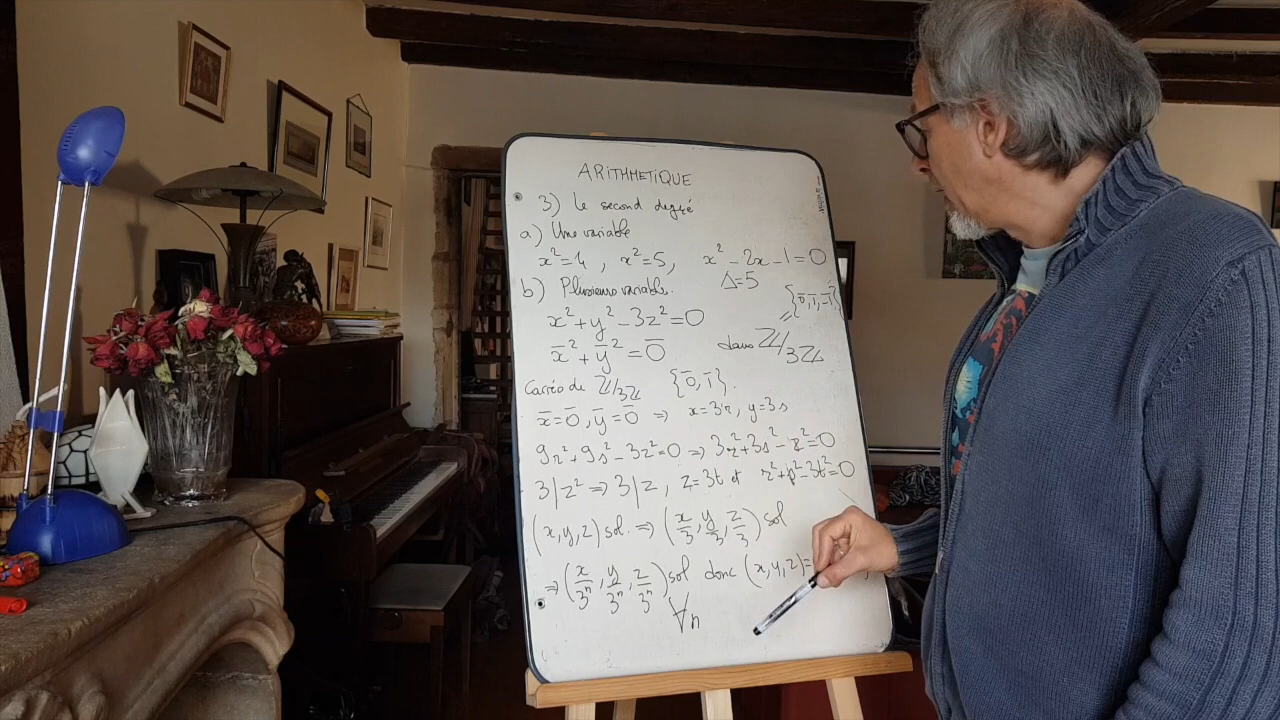 ARITHMETIQUE
3) Le second degré
a) Une variable
x²=4 , x²=5, x²-2x-1=0
Δ=5
b) Plusieurs variables.
x²+y²-3z²=0
={0̄,1̄,-1̄}
x̄²+ȳ²=0̄ dans ℤ/3ℤ
Carrés de ℤ/3ℤ {0̄,1̄}.
x̄=0̄, ȳ=0̄ ⇒ x=3r, y=3s
9r²+9s²-3z²=0 ⇒ 3r²+3s²-z²=0
3|z² ⇒ 3|z, z=3t et r²+s²-3t²=0
(x,y,z) sol. ⇒ (x/3, y/3, z/3) sol
⇒ (x/3ⁿ, y/3ⁿ, z/3ⁿ) sol donc (x,y,z)=
∀n